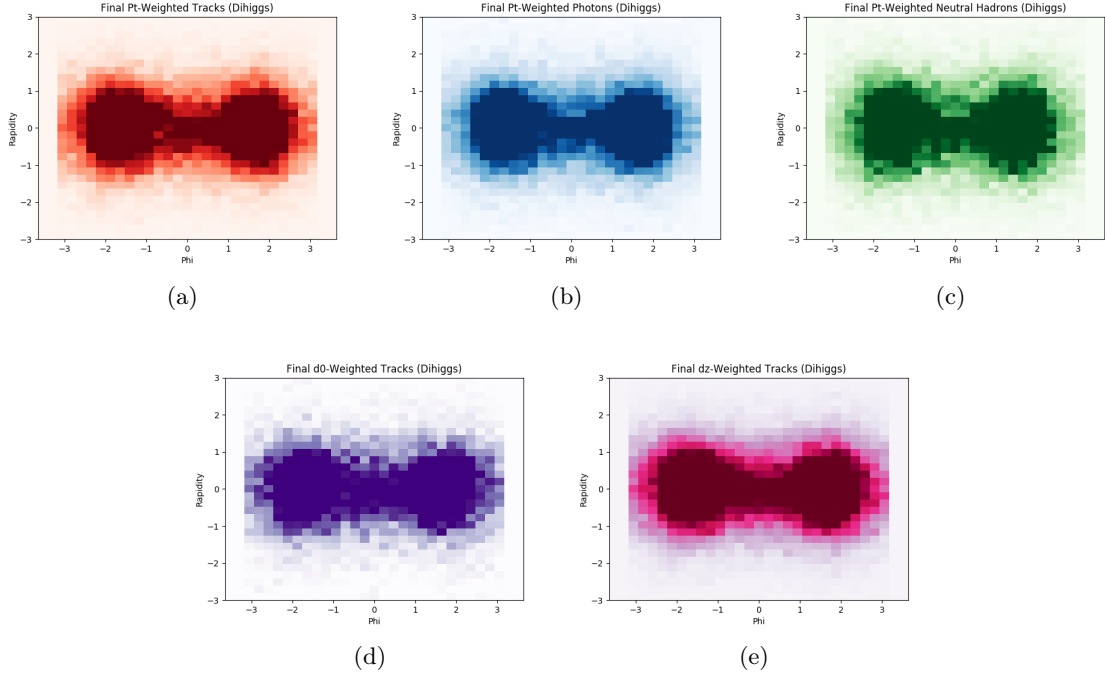 Final Pt-Weighted Tracks (Dihiggs)
3
2
1
0
−1
−2
−3
Rapidity
−3 −2 −1 0 1 2 3
Phi
(a)
Final Pt-Weighted Photons (Dihiggs)
3
2
1
0
−1
−2
−3
Rapidity
−3 −2 −1 0 1 2 3
Phi
(b)
Final Pt-Weighted Neutral Hadrons (Dihiggs)
3
2
1
0
−1
−2
−3
Rapidity
−3 −2 −1 0 1 2 3
Phi
(c)
Final d0-Weighted Tracks (Dihiggs)
3
2
1
0
−1
−2
−3
Rapidity
−3 −2 −1 0 1 2 3
Phi
(d)
Final dz-Weighted Tracks (Dihiggs)
3
2
1
0
−1
−2
−3
Rapidity
−3 −2 −1 0 1 2 3
Phi
(e)